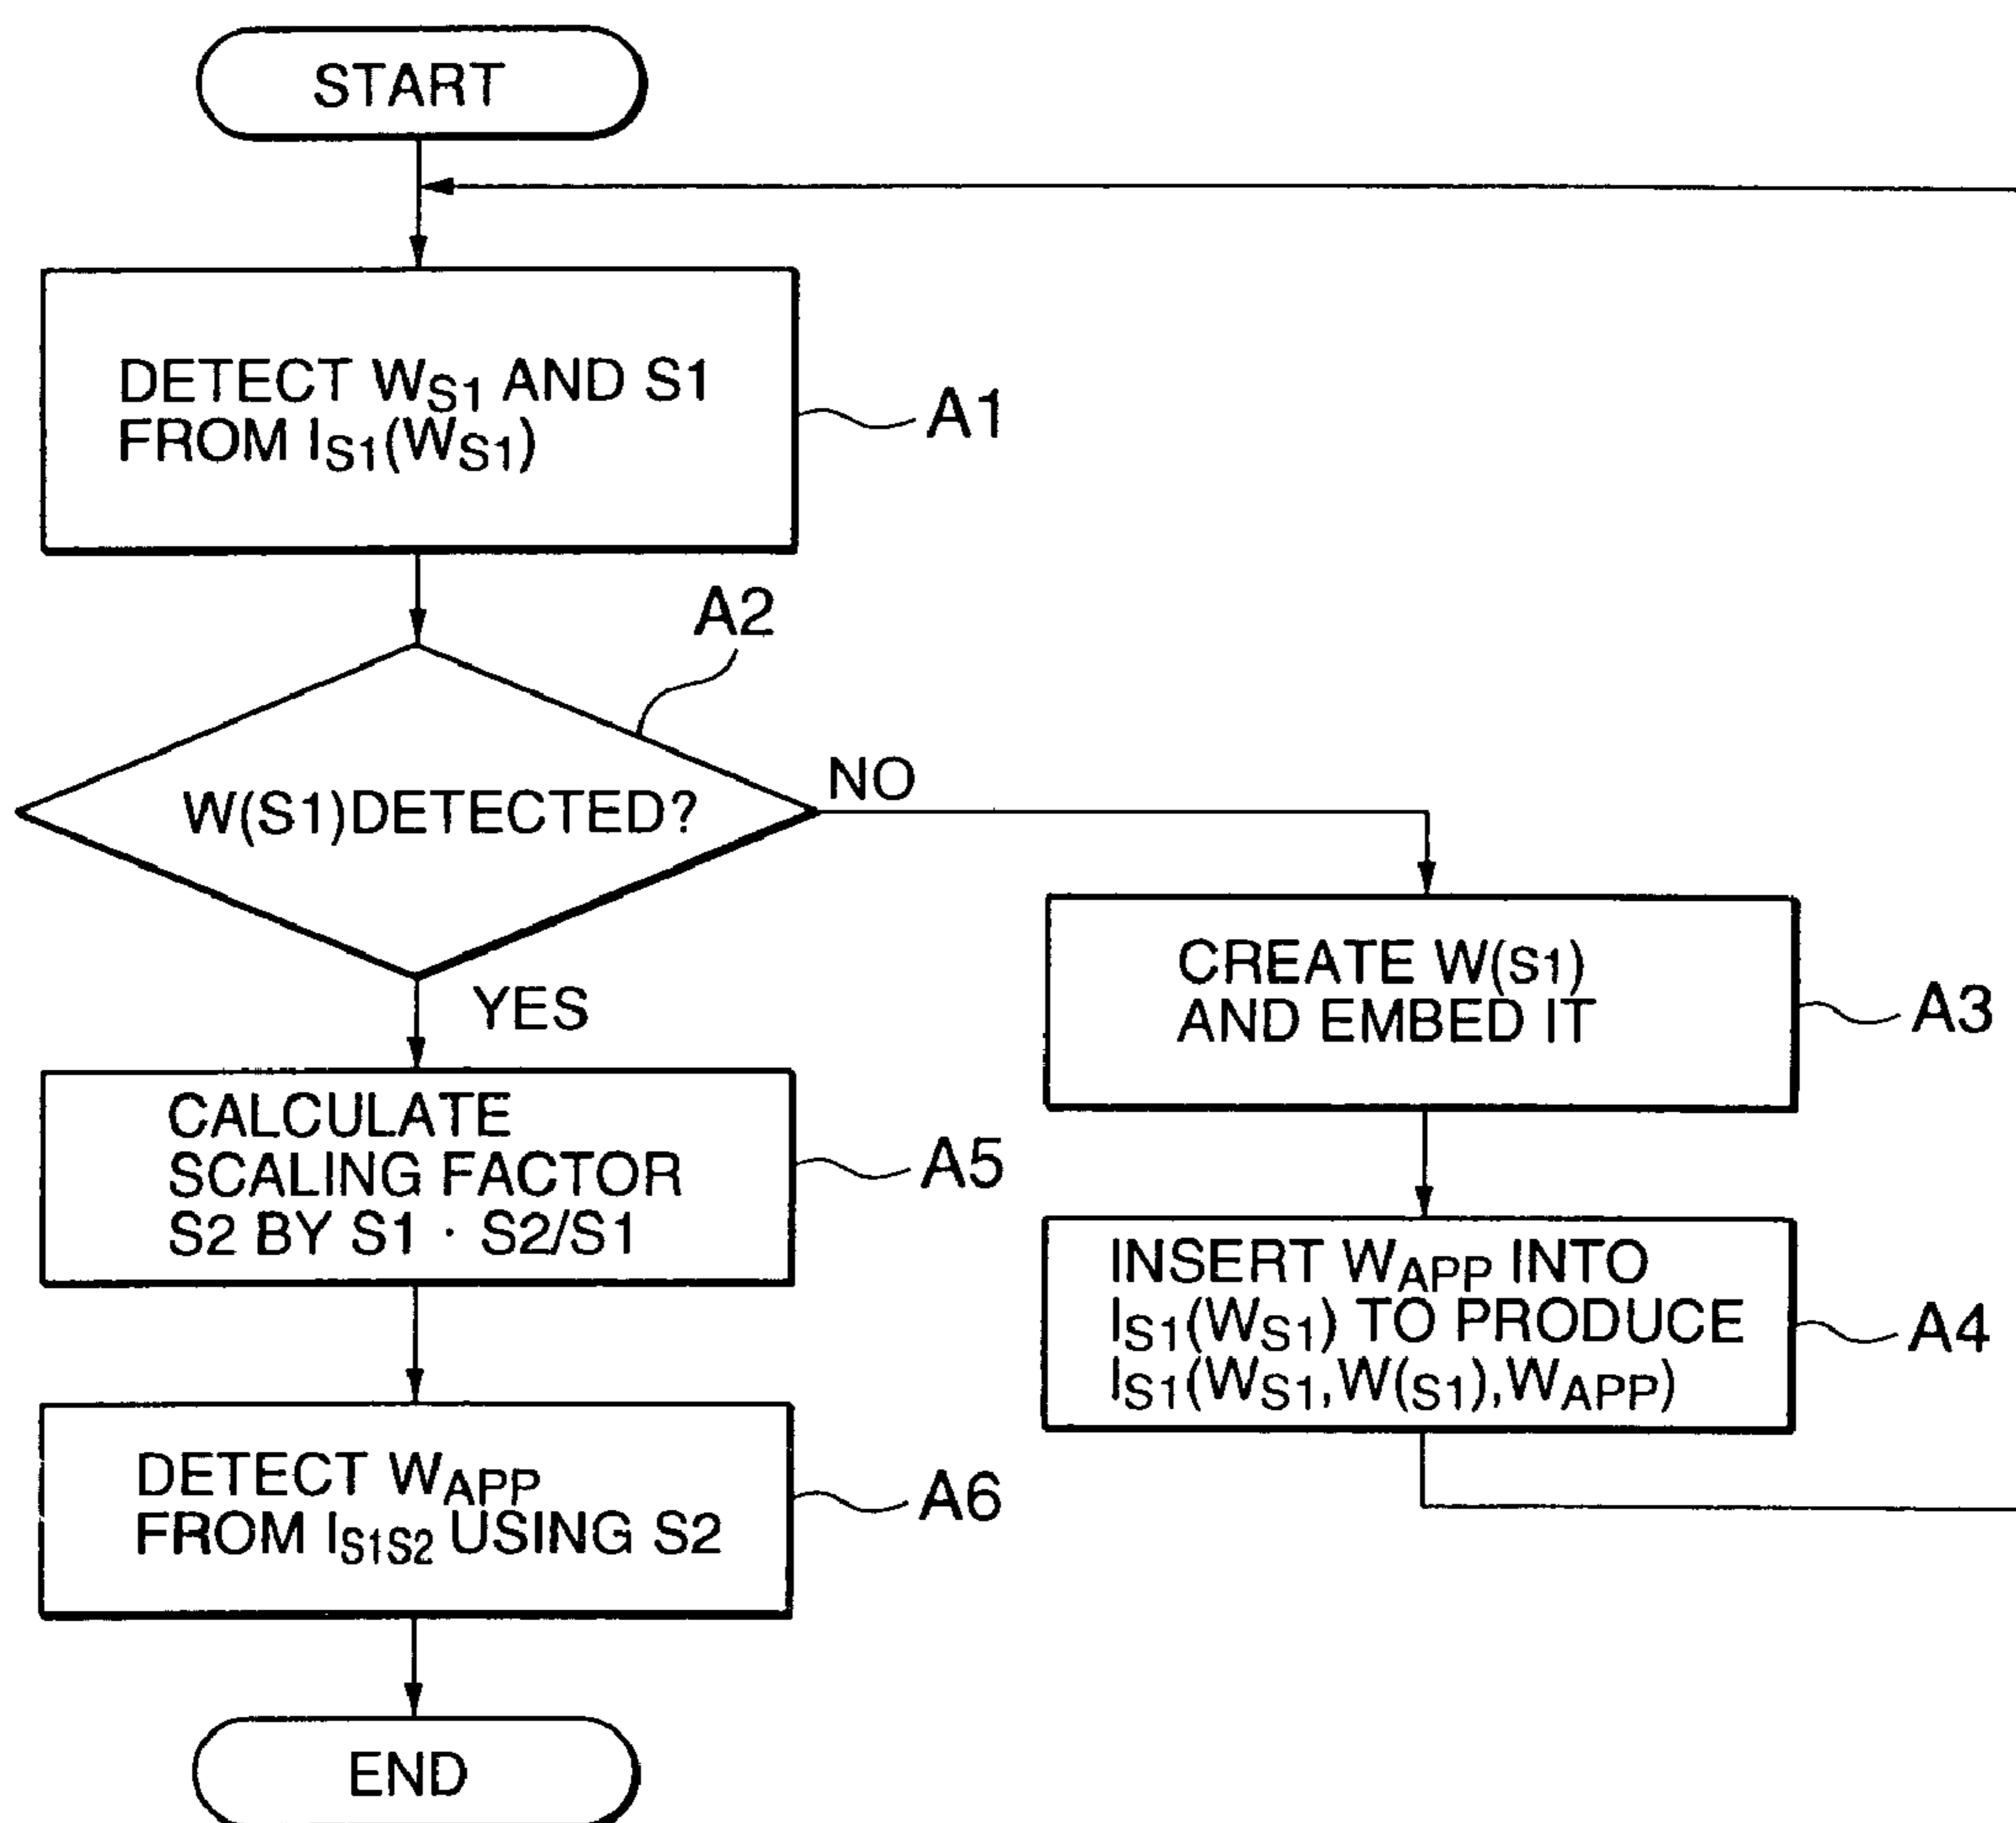 START
DETECT WS1 AND S1
FROM IS1(WS1)
A1
A2
W(S1)DETECTED?
NO
YES
CREATE W(S1)
AND EMBED IT
A3
INSERT WAPP INTO
IS1(WS1) TO PRODUCE
IS1(WS1,W(S1),WAPP)
A4
CALCULATE
SCALING FACTOR
S2 BY S1 · S2/S1
A5
DETECT WAPP
FROM IS1S2 USING S2
A6
END